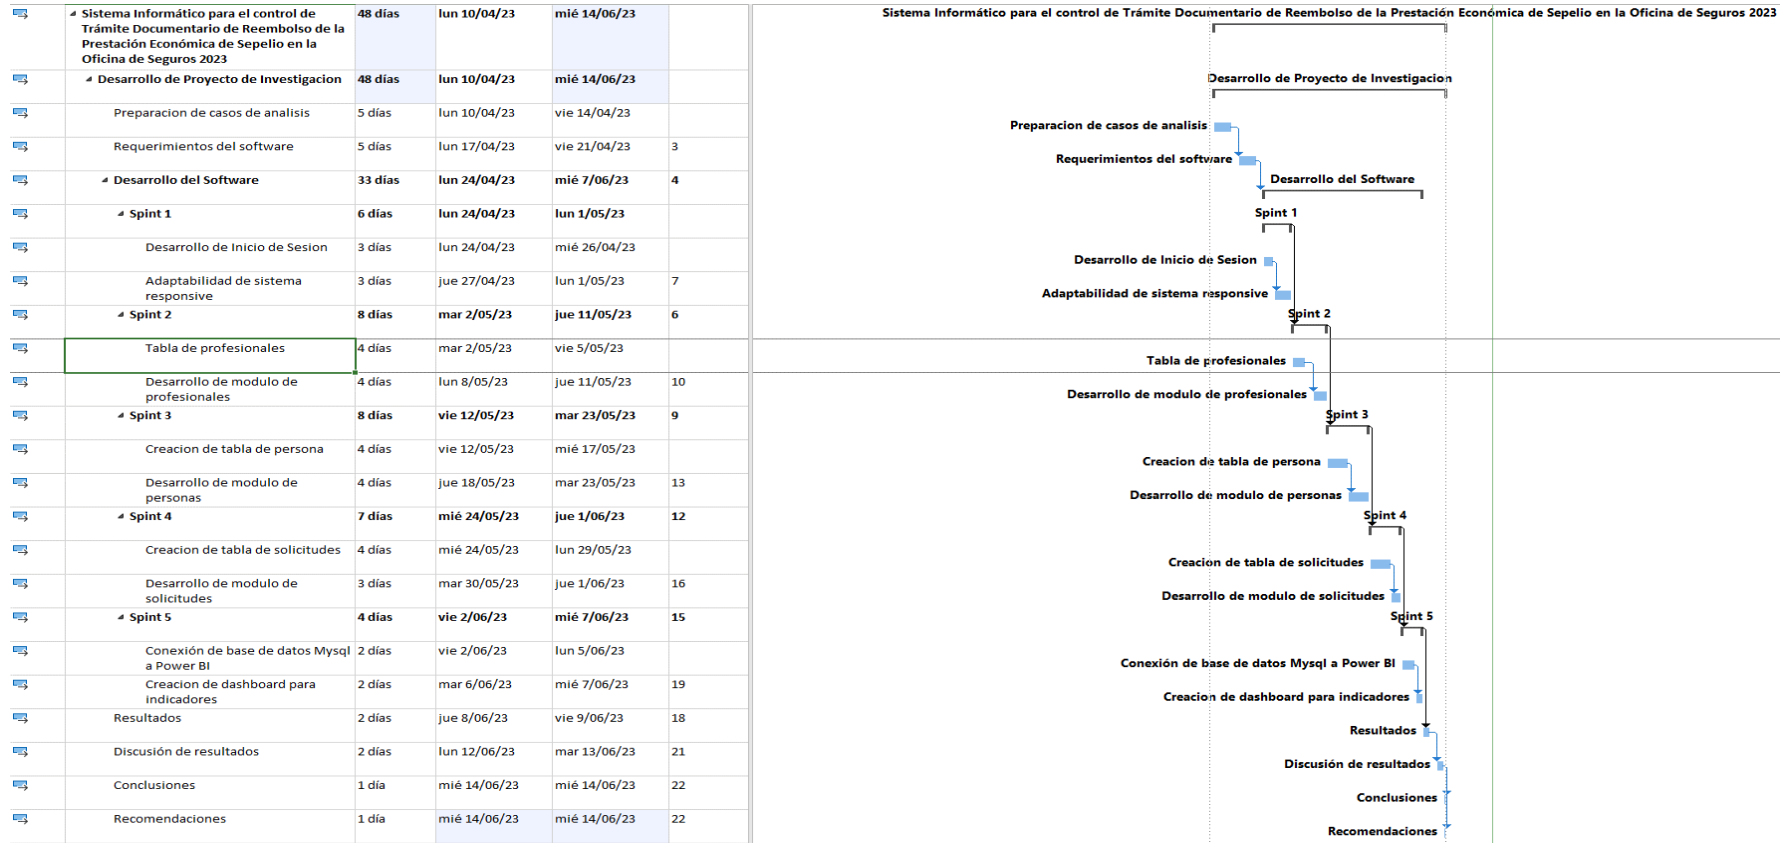 Sistema Informático para el control de
Trámite Documentario de Reembolso de la
Prestación Económica de Sepelio en la
Oficina de Seguros 2023
48 días
lun 10/04/23
mié 14/06/23
Desarrollo de Proyecto de Investigacion
48 días
lun 10/04/23
mié 14/06/23
Preparacion de casos de analisis
5 días
lun 10/04/23
vie 14/04/23
Requerimientos del software
5 días
lun 17/04/23
vie 21/04/23
3
Desarrollo del Software
33 días
lun 24/04/23
mié 7/06/23
4
Spint 1
6 días
lun 24/04/23
lun 1/05/23
Desarrollo de Inicio de Sesion
3 días
lun 24/04/23
mié 26/04/23
Adaptabilidad de sistema
responsive
3 días
jue 27/04/23
lun 1/05/23
7
Spint 2
8 días
mar 2/05/23
jue 11/05/23
6
Tabla de profesionales
4 días
mar 2/05/23
vie 5/05/23
Desarrollo de modulo de
profesionales
4 días
lun 8/05/23
jue 11/05/23
10
Spint 3
8 días
vie 12/05/23
mar 23/05/23
9
Creacion de tabla de persona
4 días
vie 12/05/23
mié 17/05/23
Desarrollo de modulo de
personas
4 días
jue 18/05/23
mar 23/05/23
13
Spint 4
7 días
mié 24/05/23
jue 1/06/23
12
Creacion de tabla de solicitudes
4 días
mié 24/05/23
lun 29/05/23
Desarrollo de modulo de
solicitudes
3 días
mar 30/05/23
jue 1/06/23
16
Spint 5
4 días
vie 2/06/23
mié 7/06/23
15
Conexión de base de datos Mysql
a Power BI
2 días
vie 2/06/23
lun 5/06/23
Creacion de dashboard para
indicadores
2 días
mar 6/06/23
mié 7/06/23
19
Resultados
2 días
jue 8/06/23
vie 9/06/23
18
Discusión de resultados
2 días
lun 12/06/23
mar 13/06/23
21
Conclusiones
1 día
mié 14/06/23
mié 14/06/23
22
Recomendaciones
1 día
mié 14/06/23
mié 14/06/23
22
Sistema Informático para el control de Trámite Documentario de Reembolso de la Prestación Económica de Sepelio en la Oficina de Seguros 2023
Desarrollo de Proyecto de Investigacion
Preparacion de casos de analisis
Requerimientos del software
Desarrollo del Software
Spint 1
Desarrollo de Inicio de Sesion
Adaptabilidad de sistema responsive
Spint 2
Tabla de profesionales
Desarrollo de modulo de profesionales
Spint 3
Creacion de tabla de persona
Desarrollo de modulo de personas
Spint 4
Creacion de tabla de solicitudes
Desarrollo de modulo de solicitudes
Spint 5
Conexión de base de datos Mysql a Power BI
Creacion de dashboard para indicadores
Resultados
Discusión de resultados
Conclusiones
Recomendaciones